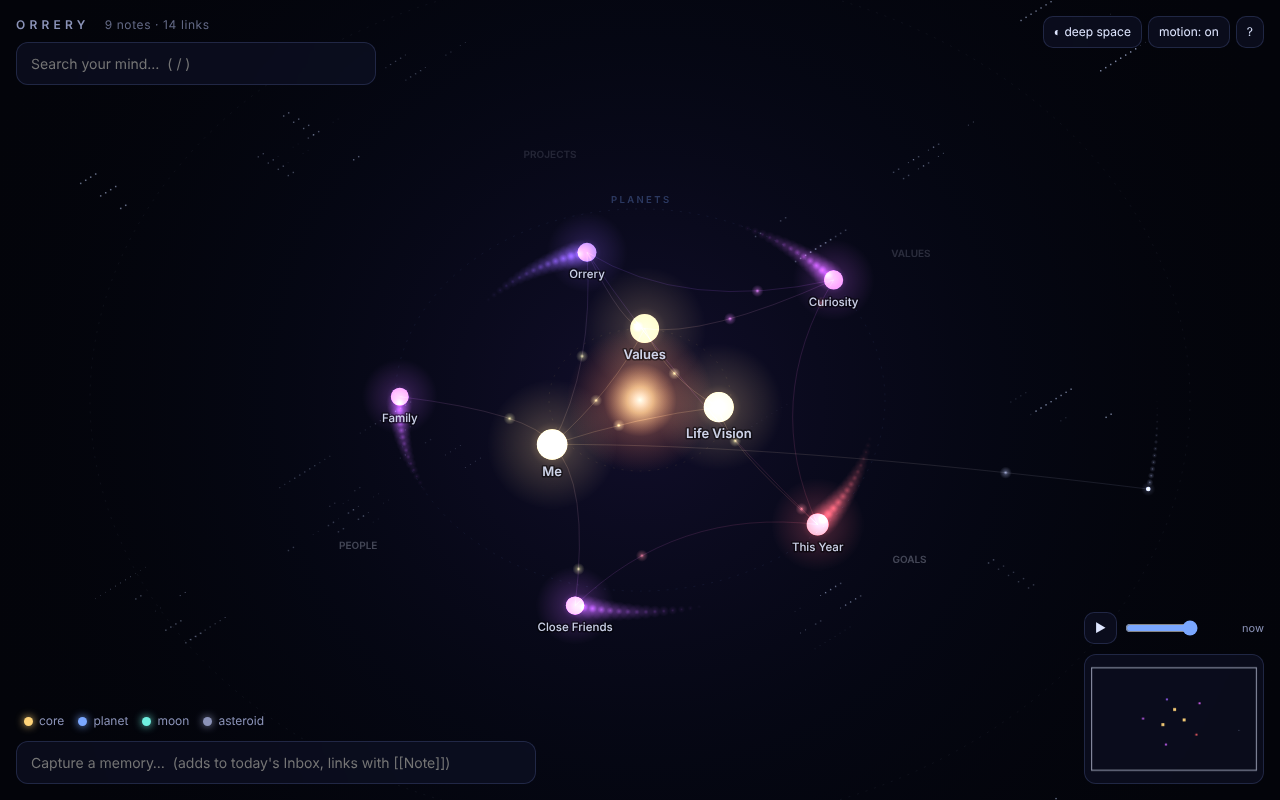 ORRERY 9 notes · 14 links
Search your mind... ( / )
deep space
motion: on
?
PROJECTS
PLANETS
VALUES
Orrery
Curiosity
Values
Family
Life Vision
Me
PEOPLE
This Year
GOALS
Close Friends
now
core planet moon asteroid
Capture a memory... (adds to today's Inbox, links with [[Note]])